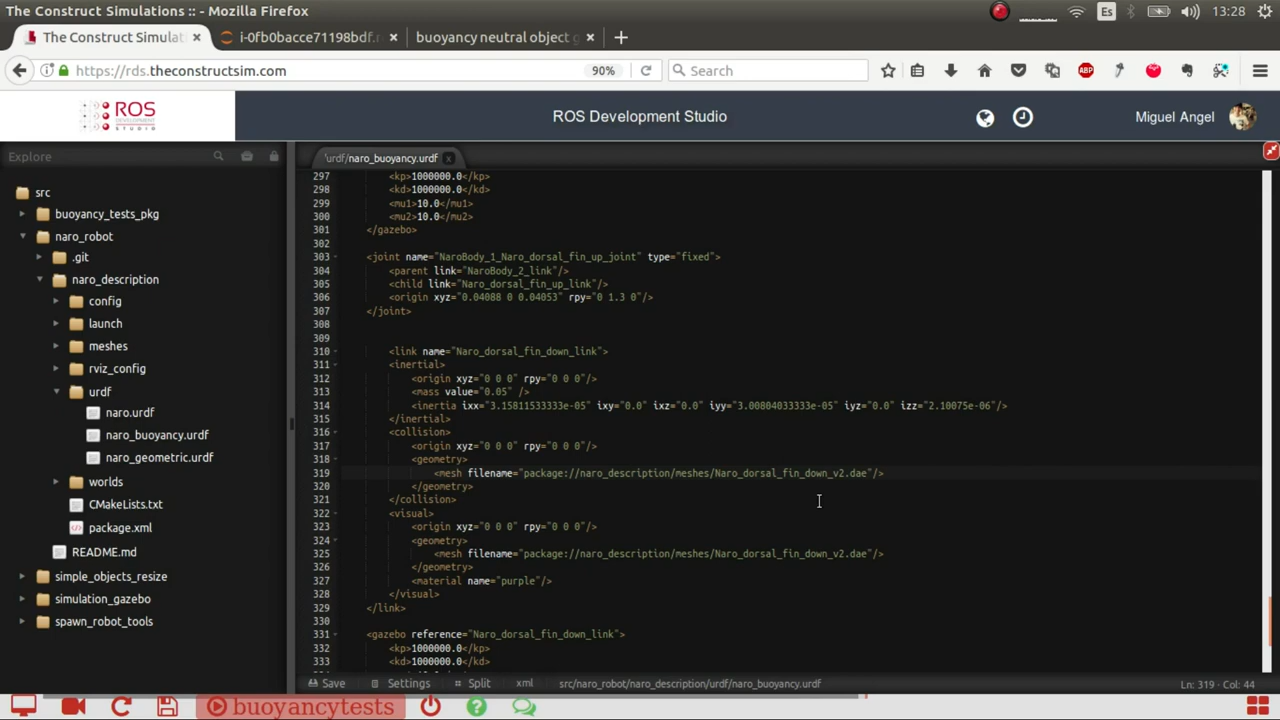 The Construct Simulations :: - Mozilla Firefox
Es
13:28
The Construct Simulat
i-0fb0bacce71198bdf.r
buoyancy neutral object g
https://rds.theconstructsim.com
90%
Search
ABP
ROS
DEVELOPMENT
STUDIO
ROS Development Studio
Miguel Angel
Explore
'urdf/naro_buoyancy.urdf
src
buoyancy_tests_pkg
naro_robot
.git
naro_description
config
launch
meshes
rviz_config
urdf
naro.urdf
naro_buoyancy.urdf
naro_geometric.urdf
worlds
CMakeLists.txt
package.xml
README.md
simple_objects_resize
simulation_gazebo
spawn_robot_tools
297 <kp>1000000.0</kp>
298 <kd>1000000.0</kd>
299 <mu1>10.0</mu1>
300 <mu2>10.0</mu2>
301 </gazebo>
302
303 <joint name="NaroBody_1_Naro_dorsal_fin_up_joint" type="fixed">
304 <parent link="NaroBody_2_link"/>
305 <child link="Naro_dorsal_fin_up_link"/>
306 <origin xyz="0.04088 0 0.04053" rpy="0 1.3 0"/>
307 </joint>
308
309
310 <link name="Naro_dorsal_fin_down_link">
311 <inertial>
312 <origin xyz="0 0 0" rpy="0 0 0"/>
313 <mass value="0.05" />
314 <inertia ixx="3.15811533333e-05" ixy="0.0" ixz="0.0" iyy="3.00804033333e-05" iyz="0.0" izz="2.10075e-06"/>
315 </inertial>
316 <collision>
317 <origin xyz="0 0 0" rpy="0 0 0"/>
318 <geometry>
319 <mesh filename="package://naro_description/meshes/Naro_dorsal_fin_down_v2.dae"/>
320 </geometry>
321 </collision>
322 <visual>
323 <origin xyz="0 0 0" rpy="0 0 0"/>
324 <geometry>
325 <mesh filename="package://naro_description/meshes/Naro_dorsal_fin_down_v2.dae"/>
326 </geometry>
327 <material name="purple"/>
328 </visual>
329 </link>
330
331 <gazebo reference="Naro_dorsal_fin_down_link">
332 <kp>1000000.0</kp>
333 <kd>1000000.0</kd>
Save
Settings
Split
xml
src/naro_robot/naro_description/urdf/naro_buoyancy.urdf
Ln: 319 Col: 44
buoyancytests